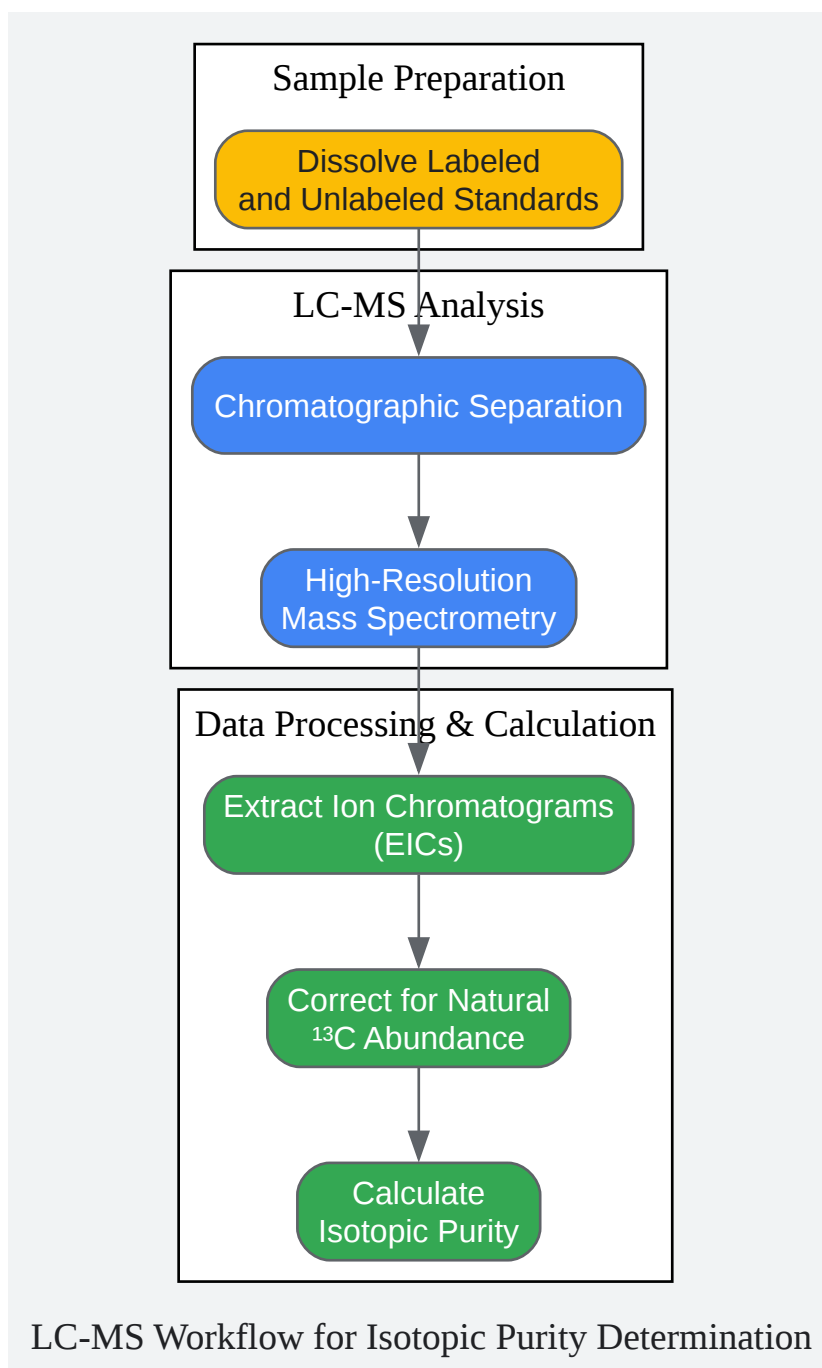 Sample Preparation
Dissolve Labeled
and Unlabeled Standards
LC-MS Analysis
Chromatographic Separation
High-Resolution
Mass Spectrometry
Data Processing & Calculation
Extract Ion Chromatograms
(EICs)
Correct for Natural
¹³C Abundance
Calculate
Isotopic Purity
LC-MS Workflow for Isotopic Purity Determination